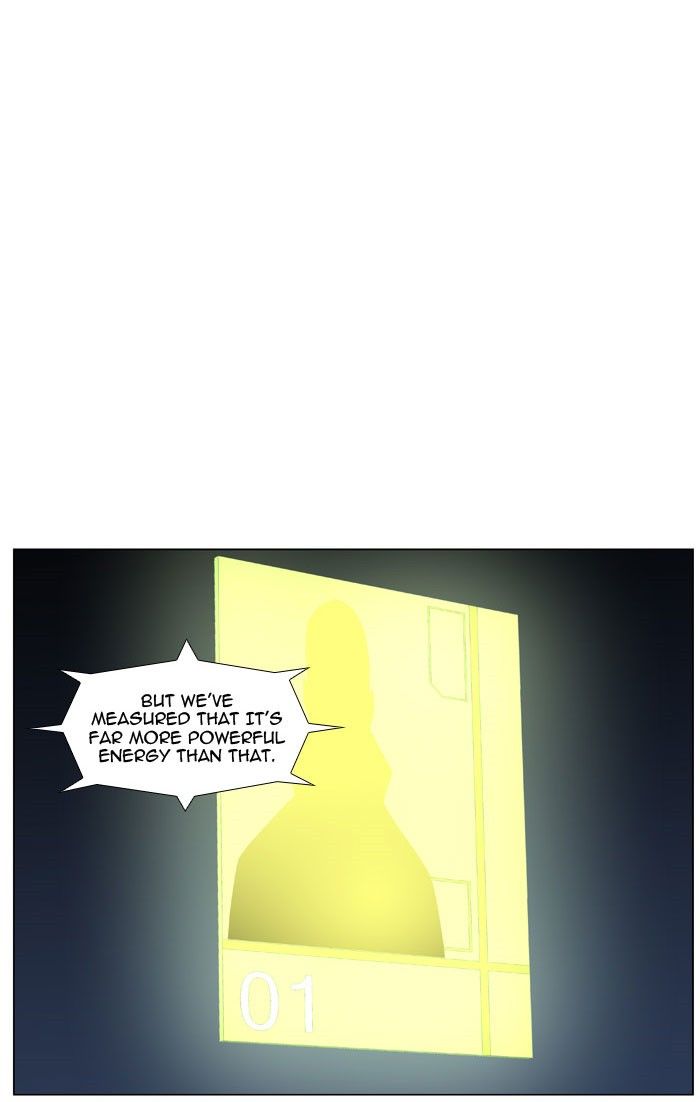 BUT WE'VE
MEASURED THAT IT'S
FAR MORE POWERFUL
ENERGY THAN THAT.
01